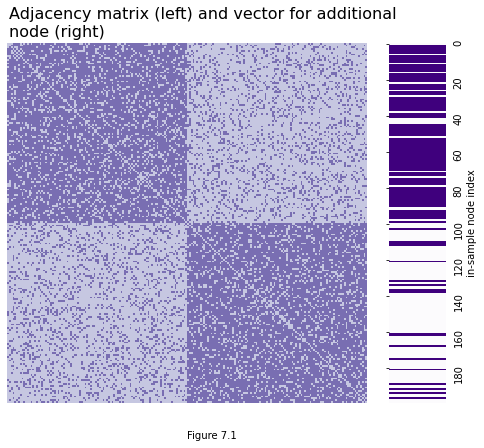 Adjacency matrix (left) and vector for additional
node (right)
0
20
40
60
80
100
120
140
160
180
in-sample node index
Figure 7.1